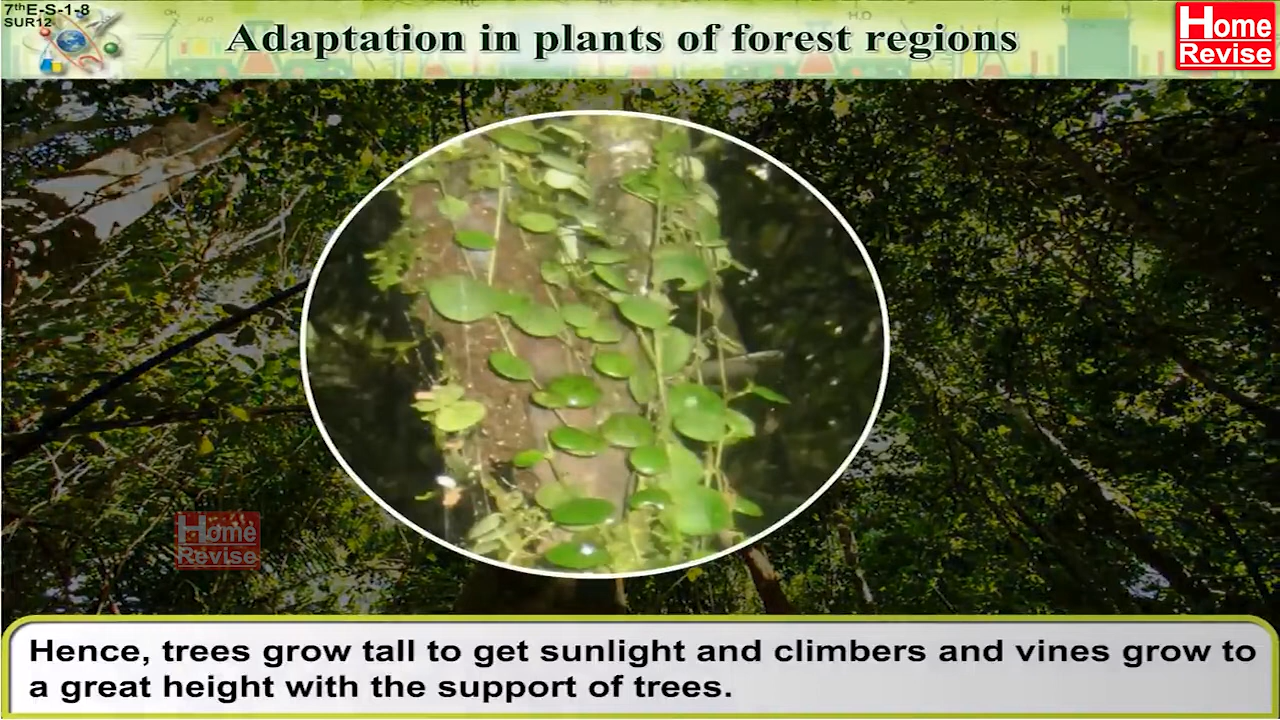 7thE-S-1-8
SUR12
Adaptation in plants of forest regions
Home
Revise
Home
Revise
Hence, trees grow tall to get sunlight and climbers and vines grow to
a great height with the support of trees.